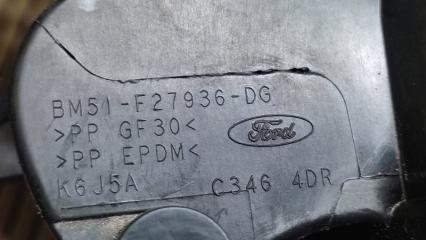 BM51-F27936-DG
>PP GF30<
Ford
>PP EPDM<
K6J5A C346 4DR